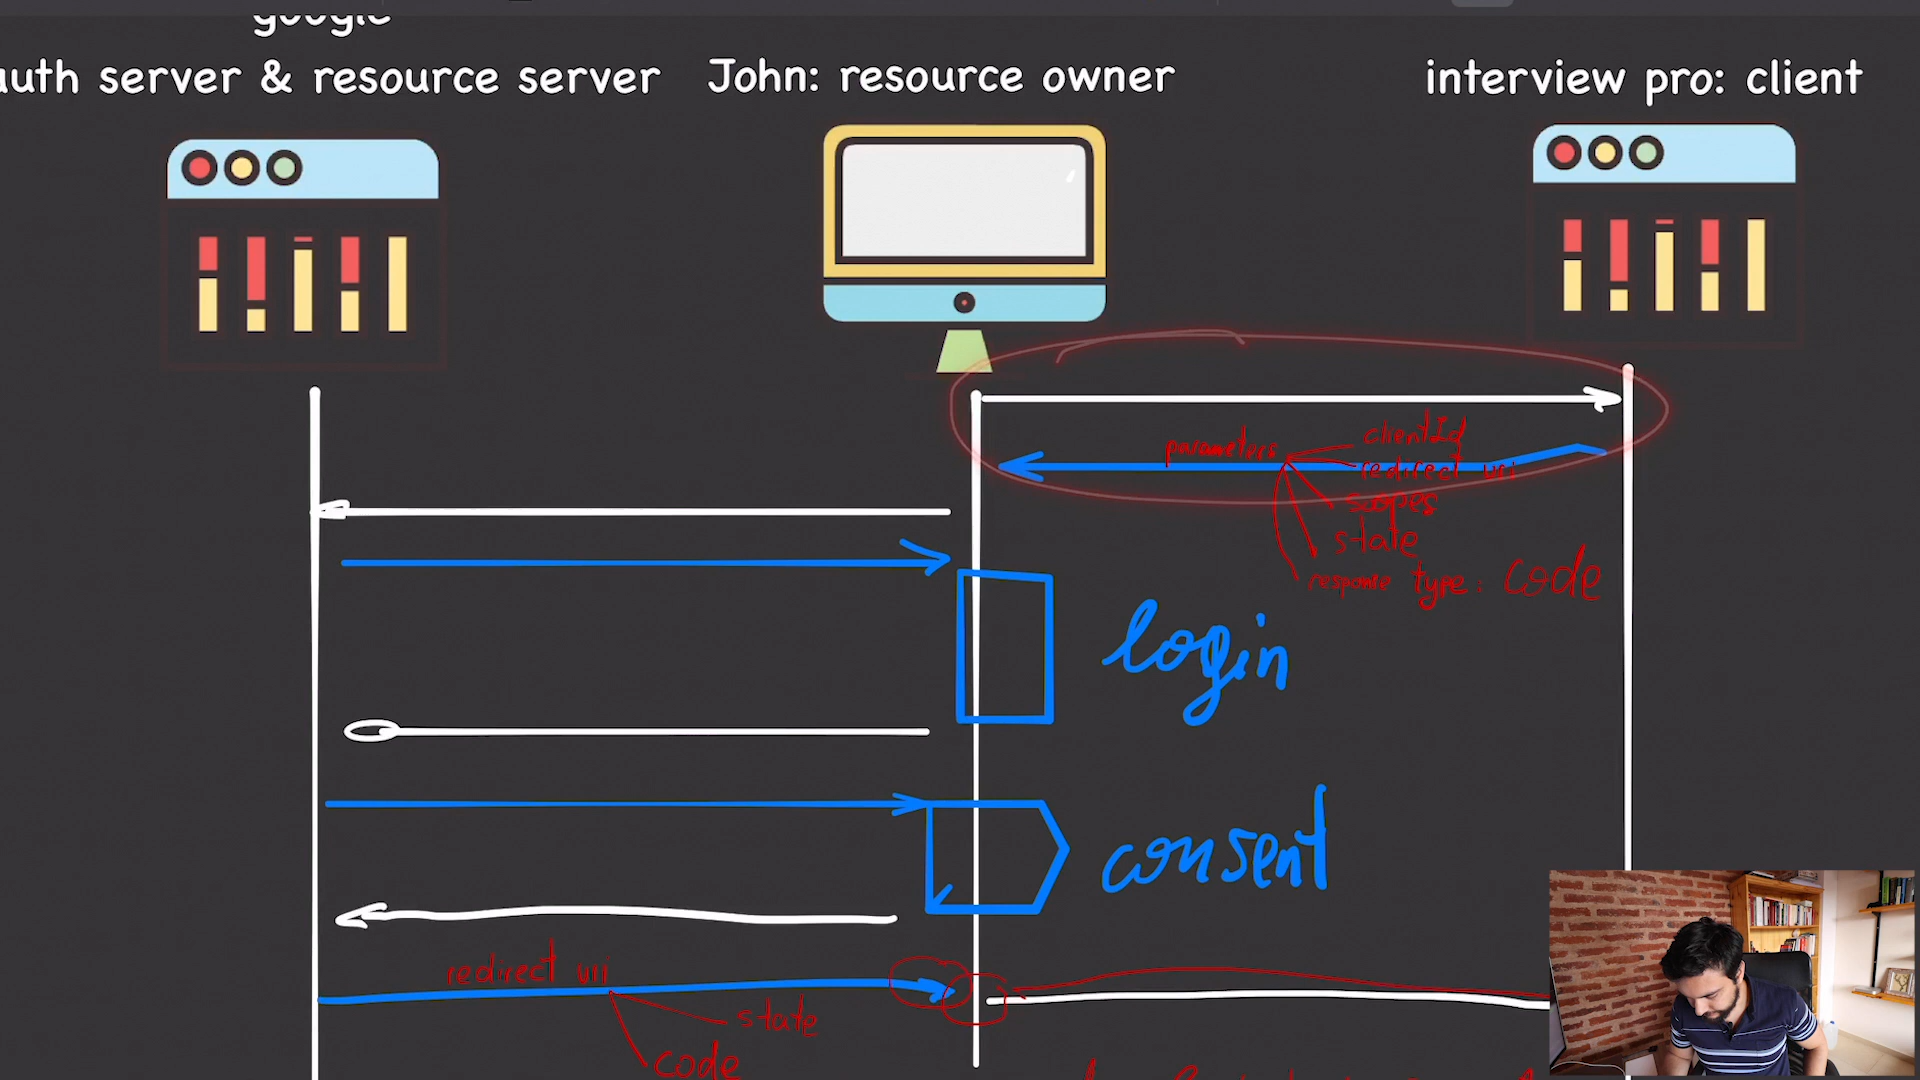 google
auth server & resource server
John: resource owner
interview pro: client
parameters
clientId
redirect uri
scopes
state
response type: code
login
consent
redirect uri
state
code